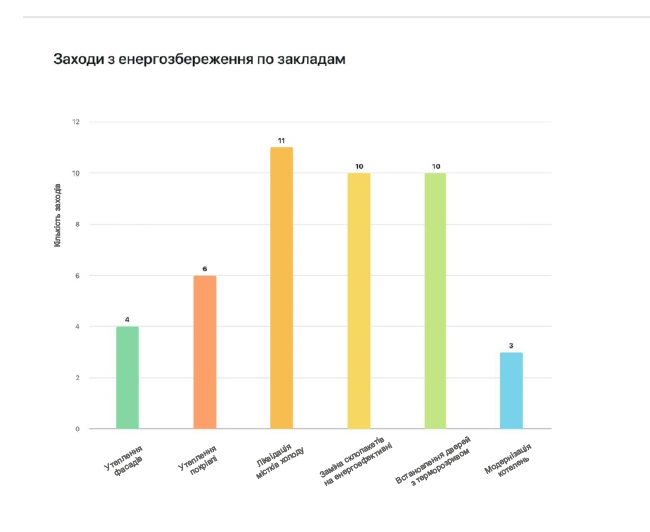 Заходи з енергозбереження по закладам
12
11
10
10
10
Кількість заходів
8
6
6
4
4
3
2
0
Утеплення
фасадів
Утеплення
покрівлі
Ліквідація
містків холоду
Заміна склопакетів
на енергоефективні
Встановлення дверей
з терморозривом
Модернізація
котелень